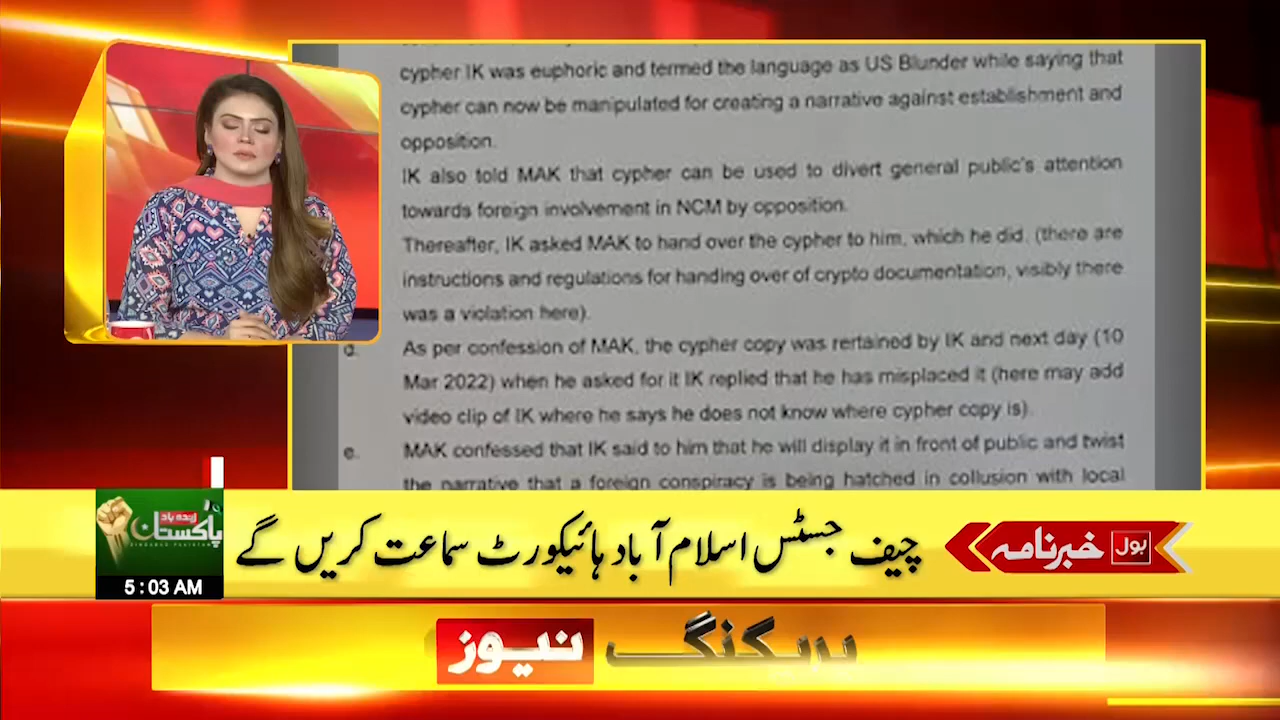 cypher IK was euphoric and termed the language as US Blunder while saying that
cypher can now be manipulated for creating a narrative against establishment and
opposition.
IK also told MAK that cypher can be used to divert general public's attention
towards foreign involvement in NCM by opposition.
Thereafter, IK asked MAK to hand over the cypher to him, which he did, (there are
instructions and regulations for handing over of crypto documentation, visibly there
was a violation here).
d. As per confession of MAK, the cypher copy was rertained by IK and next day (10
Mar 2022) when he asked for it IK replied that he has misplaced it (here may add
video clip of IK where he says he does not know where cypher copy is).
e. MAK confessed that IK said to him that he will display it in front of public and twist
the narrative that a foreign conspiracy is being hatched in collusion with local
بول خبرنامہ
چیف جسٹس اسلام آباد ہائیکورٹ سماعت کریں گے
زندہ باد
پاکستان
ZINDABAD PAKISTAN
5:03 AM
بریکنگ نیوز